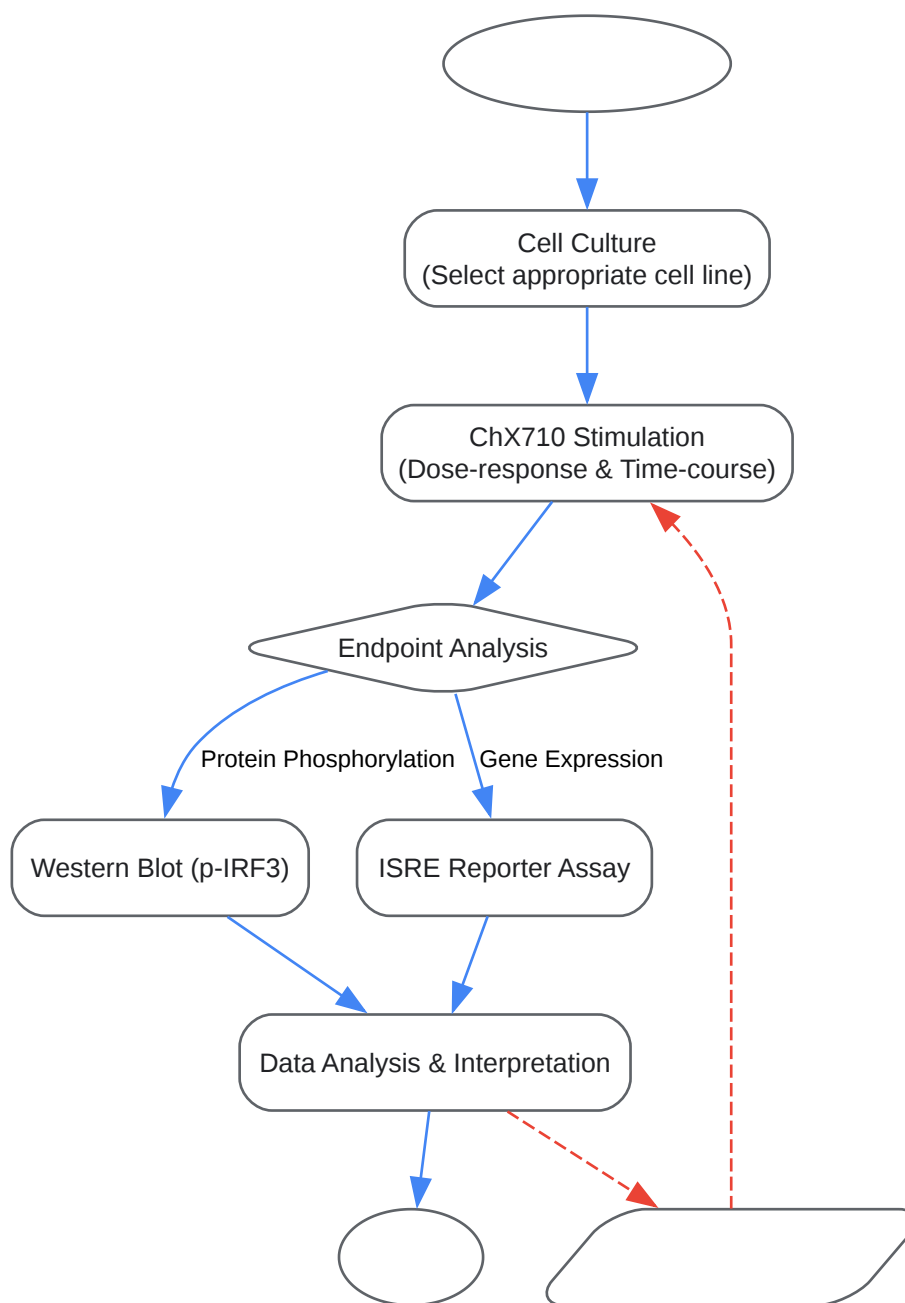 Cell Culture
(Select appropriate cell line)
ChX710 Stimulation
(Dose-response & Time-course)
Endpoint Analysis
Protein Phosphorylation
Gene Expression
Western Blot (p-IRF3)
ISRE Reporter Assay
Data Analysis & Interpretation